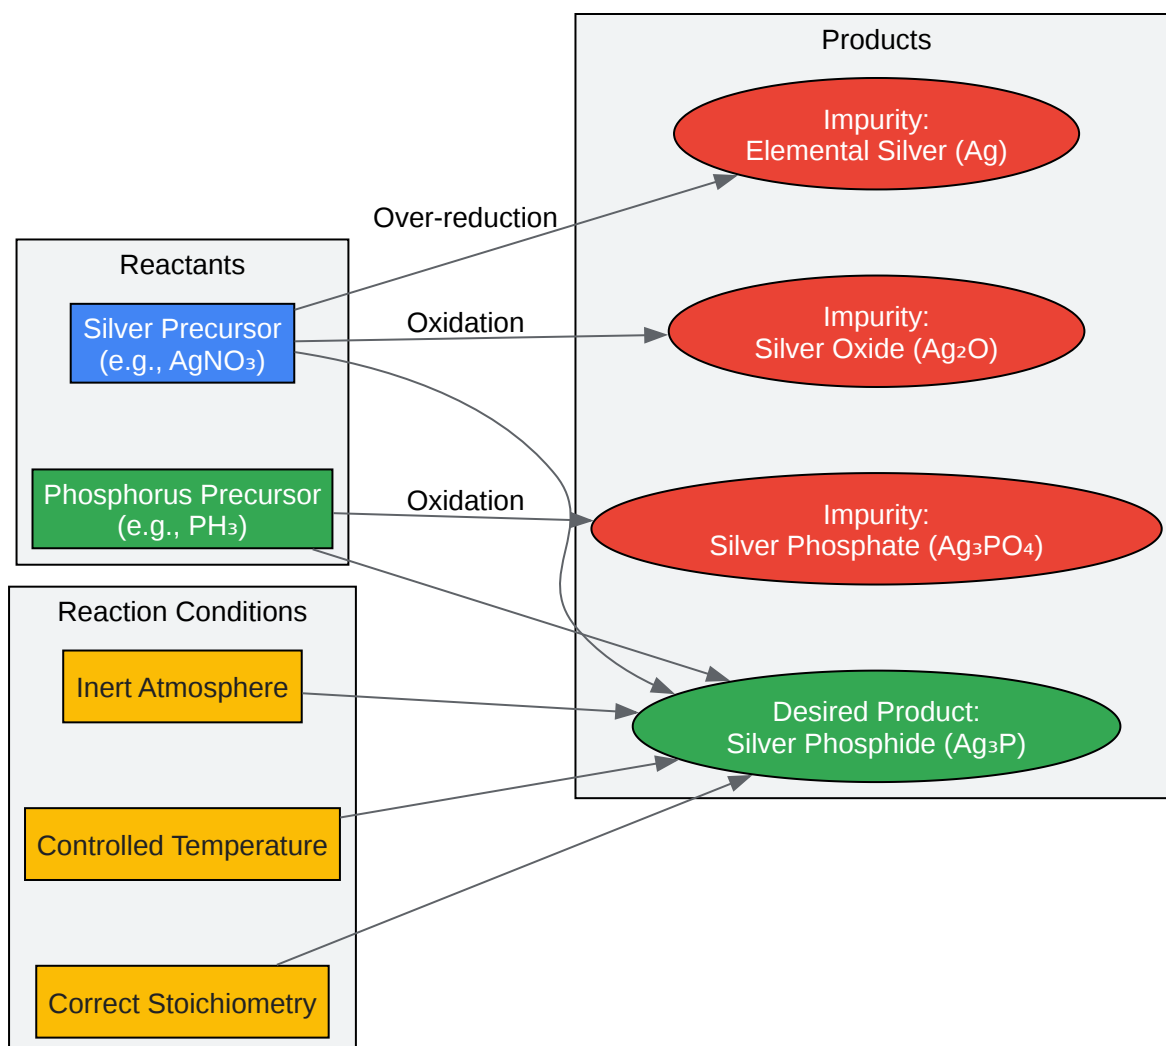 Products
Impurity:
Elemental Silver (Ag)
Over-reduction
Reactants
Silver Precursor
(e.g., AgNO₃)
Oxidation
Impurity:
Silver Oxide (Ag₂O)
Phosphorus Precursor
(e.g., PH₃)
Oxidation
Impurity:
Silver Phosphate (Ag₃PO₄)
Reaction Conditions
Inert Atmosphere
Desired Product:
Silver Phosphide (Ag₃P)
Controlled Temperature
Correct Stoichiometry